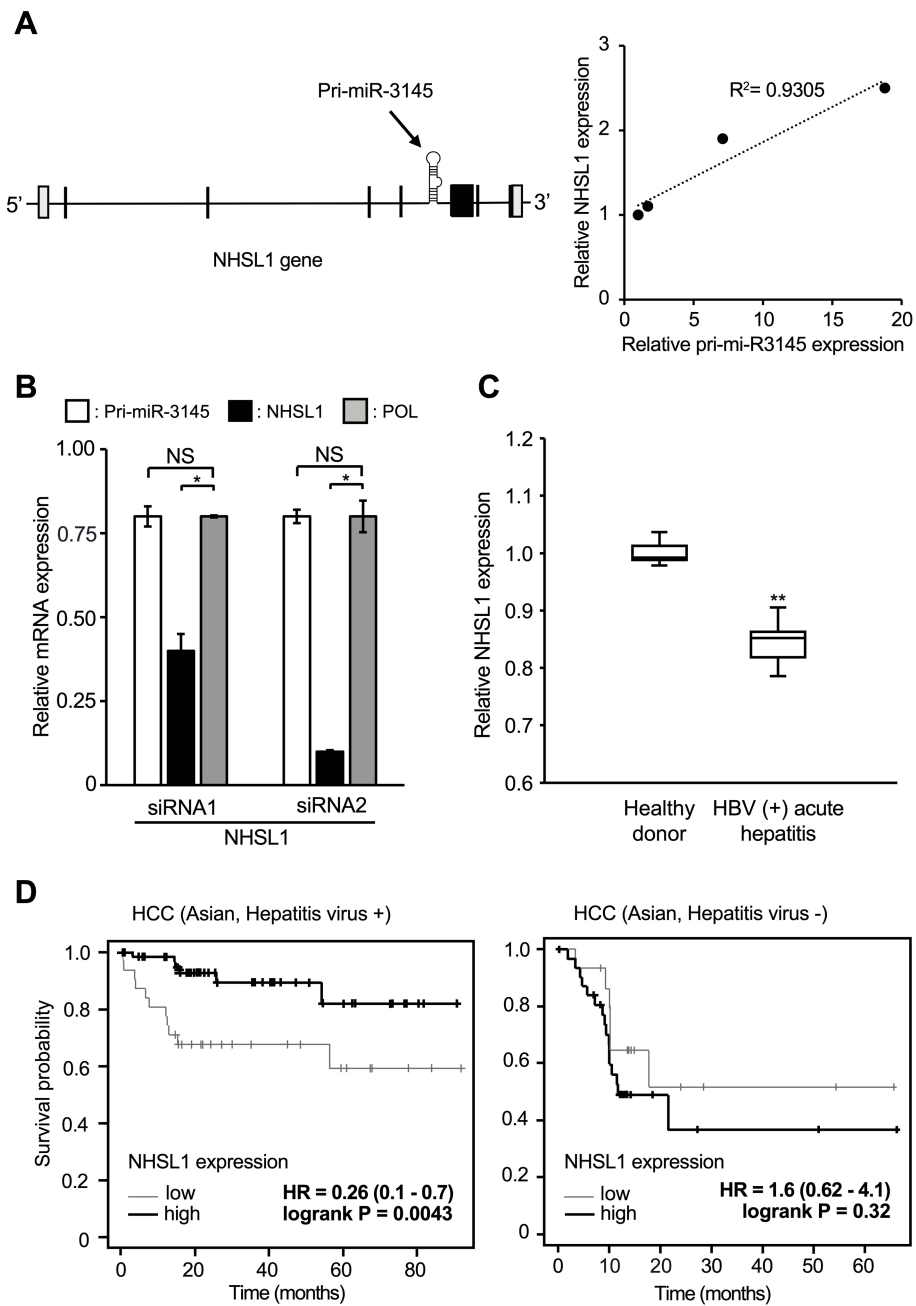 A
Pri-miR-3145
5’
3’
NHSL1 gene
Relative NHSL1 expression
3
2
1
0
R²= 0.9305
0 5 10 15 20
Relative pri-mi-R3145 expression
B
: Pri-miR-3145 : NHSL1 : POL
Relative mRNA expression
1.00
0.75
0.50
0.25
0
NS
*
NS
*
siRNA1 siRNA2
NHSL1
C
Relative NHSL1 expression
1.2
1.1
1.0
0.9
0.8
0.7
0.6
**
Healthy
donor
HBV (+) acute
hepatitis
D
HCC (Asian, Hepatitis virus +)
Survival probability
1.0
0.8
0.6
0.4
0.2
0
NHSL1 expression
low
high
HR = 0.26 (0.1 - 0.7)
logrank P = 0.0043
0 20 40 60 80
Time (months)
HCC (Asian, Hepatitis virus -)
1.0
0.8
0.6
0.4
0.2
0
NHSL1 expression
low
high
HR = 1.6 (0.62 - 4.1)
logrank P = 0.32
0 10 20 30 40 50 60
Time (months)